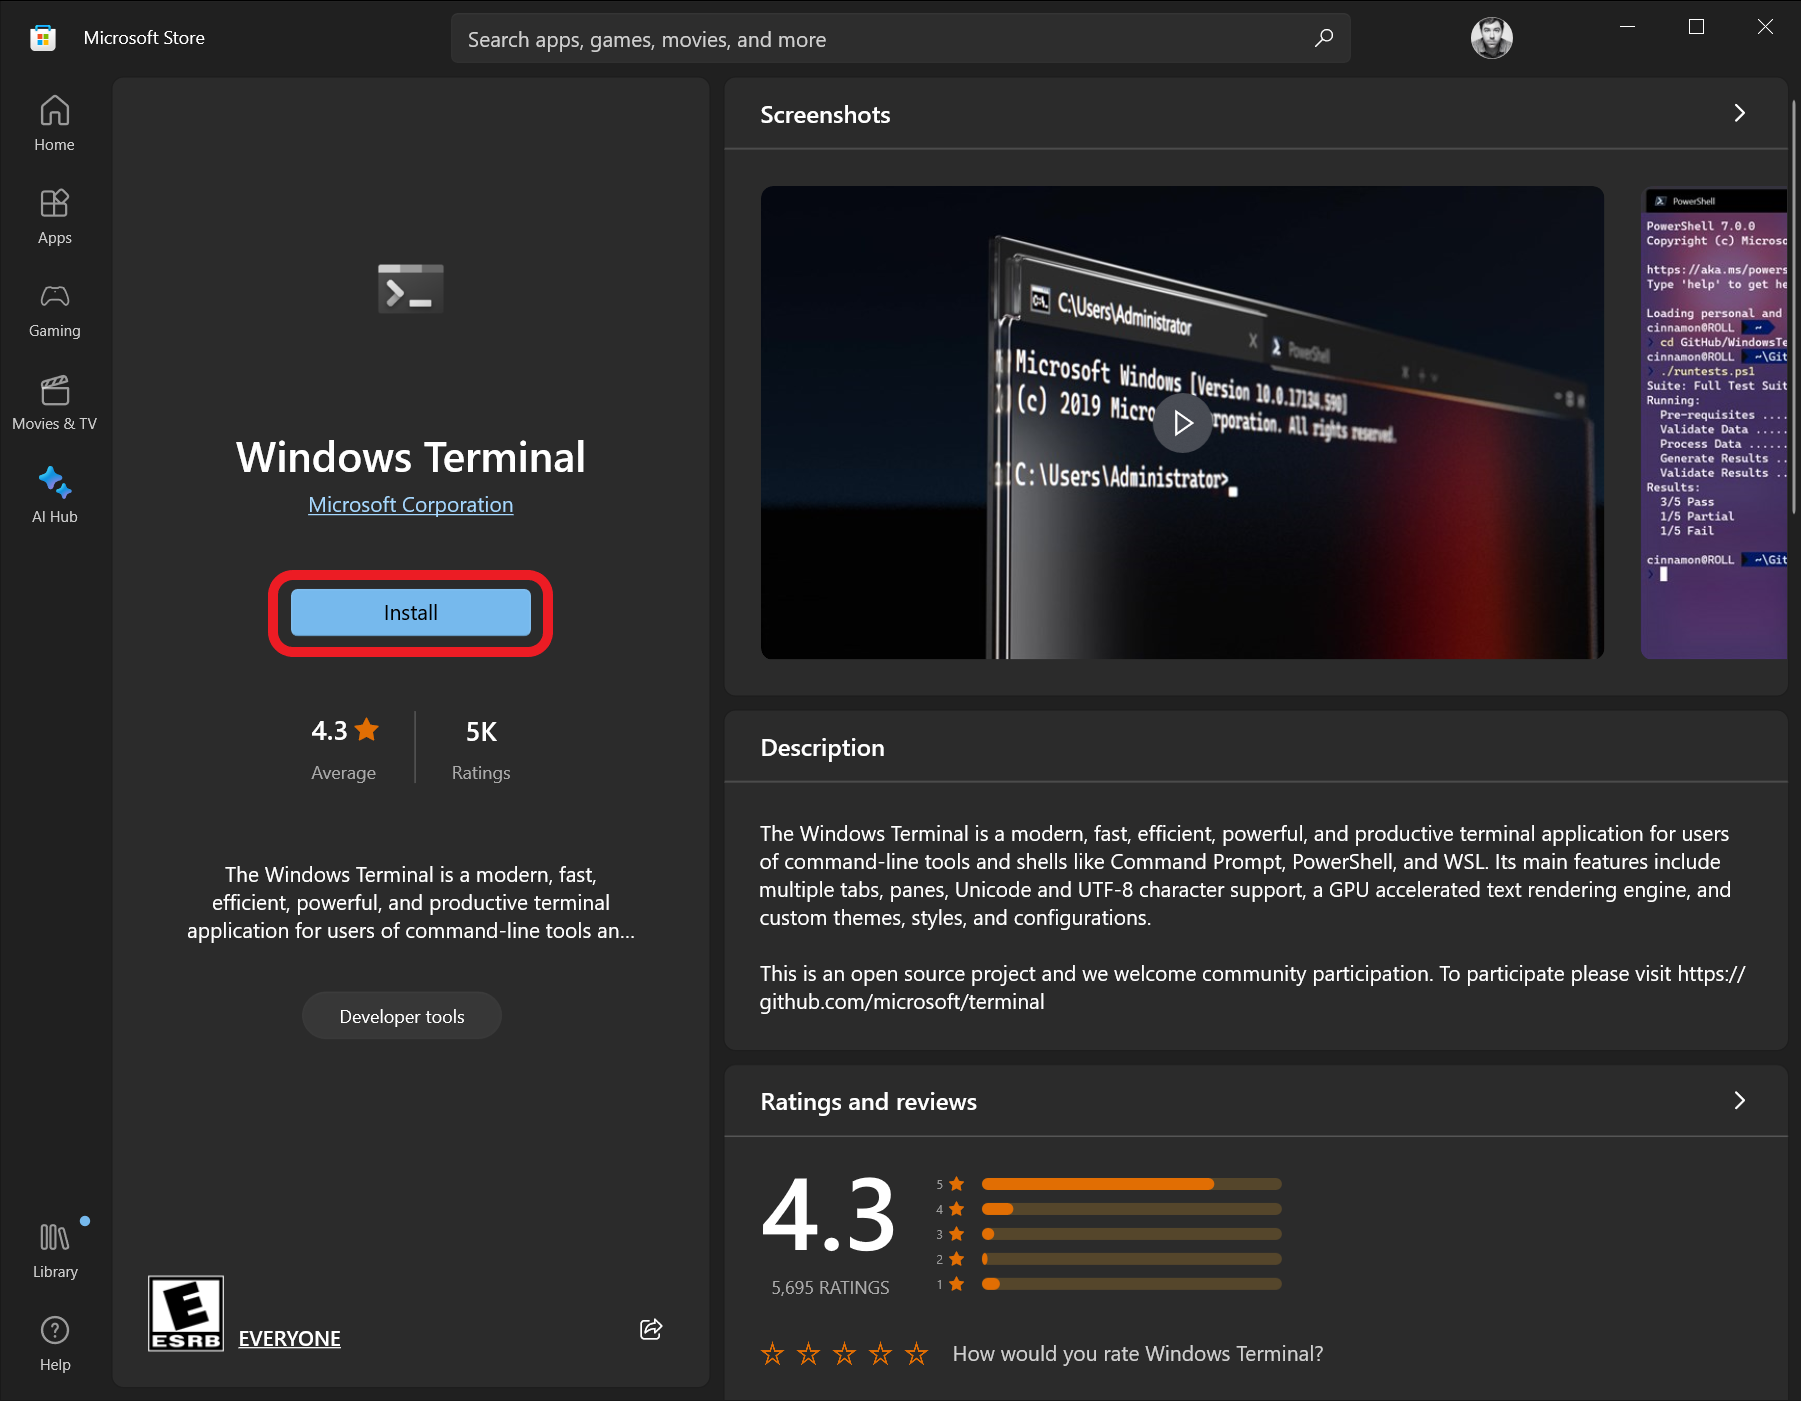 Microsoft Store
Search apps, games, movies, and more
Home
Apps
Gaming
Movies & TV
AI Hub
Library
Help
Windows Terminal
Microsoft Corporation
Install
4.3
Average
5K
Ratings
The Windows Terminal is a modern, fast,
efficient, powerful, and productive terminal
application for users of command-line tools an...
Developer tools
E
ESRB
EVERYONE
Screenshots
C:\Users\Administrator
X
PowerShell
Microsoft Windows [Version 10.0.17134.590]
(c) 2019 Micro rporation. All rights reserved.
C:\Users\Administrator>
PowerShell
PowerShell 7.0.0
Copyright (c) Microso
https://aka.ms/powers
Type 'help' to get he
Loading personal and
cinnamon@ROLL ~
> cd GitHub/WindowsTe
cinnamon@ROLL ~\Git
> ./runtests.ps1
Suite: Full Test Suit
Running:
Pre-requisites ....
Validate Data .....
Process Data ......
Generate Results ..
Validate Results ..
Results:
3/5 Pass
1/5 Partial
1/5 Fail
cinnamon@ROLL ~\Git
>
Description
The Windows Terminal is a modern, fast, efficient, powerful, and productive terminal application for users
of command-line tools and shells like Command Prompt, PowerShell, and WSL. Its main features include
multiple tabs, panes, Unicode and UTF-8 character support, a GPU accelerated text rendering engine, and
custom themes, styles, and configurations.
This is an open source project and we welcome community participation. To participate please visit https://
github.com/microsoft/terminal
Ratings and reviews
4.3
5,695 RATINGS
5
4
3
2
1
How would you rate Windows Terminal?